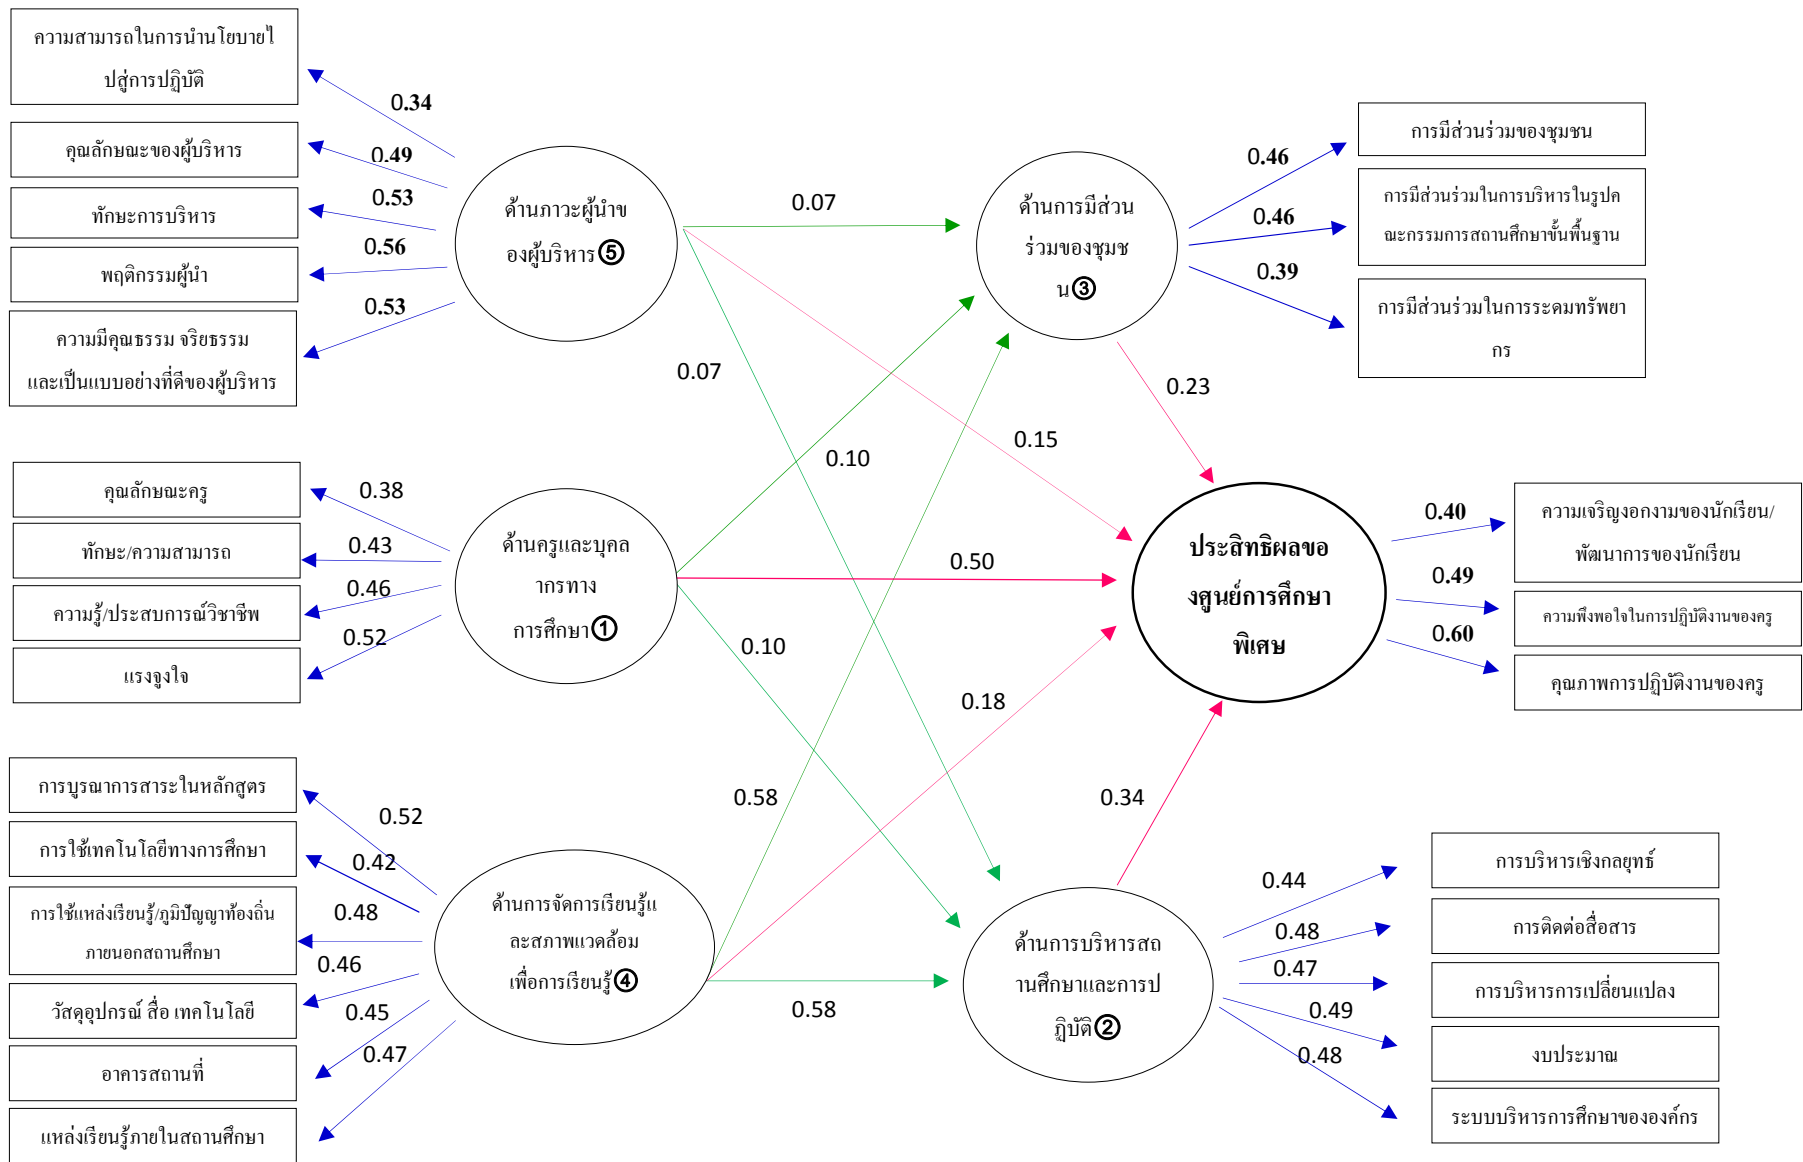 ความสามารถในการนำนโยบายไ
ปสู่การปฏิบัติ
คุณลักษณะของผู้บริหาร
ทักษะการบริหาร
พฤติกรรมผู้นำ
ความมีคุณธรรม จริยธรรม
และเป็นแบบอย่างที่ดีของผู้บริหาร
0.34
0.49
0.53
0.56
0.53
ด้านภาวะผู้นำข
องผู้บริหาร⑤
คุณลักษณะครู
ทักษะ/ความสามารถ
ความรู้/ประสบการณ์วิชาชีพ
แรงจูงใจ
0.38
0.43
0.46
0.52
ด้านครูและบุคล
ากรทาง
การศึกษา①
การบูรณาการสาระในหลักสูตร
การใช้เทคโนโลยีทางการศึกษา
การใช้แหล่งเรียนรู้/ภูมิปัญญาท้องถิ่น
ภายนอกสถานศึกษา
วัสดุอุปกรณ์ สื่อ เทคโนโลยี
อาคารสถานที่
แหล่งเรียนรู้ภายในสถานศึกษา
0.52
0.42
0.48
0.46
0.45
0.47
ด้านการจัดการเรียนรู้แ
ละสภาพแวดล้อม
เพื่อการเรียนรู้④
0.07
0.07
0.15
0.10
0.50
0.10
0.18
0.58
0.58
0.23
0.34
ด้านการมีส่วน
ร่วมของชุมช
น③
0.46
0.46
0.39
การมีส่วนร่วมของชุมชน
การมีส่วนร่วมในการบริหารในรูปค
ณะกรรมการสถานศึกษาขั้นพื้นฐาน
การมีส่วนร่วมในการระดมทรัพยา
กร
ประสิทธิผลขอ
งศูนย์การศึกษา
พิเศษ
0.40
0.49
0.60
ความเจริญงอกงามของนักเรียน/
พัฒนาการของนักเรียน
ความพึงพอใจในการปฏิบัติงานของครู
คุณภาพการปฏิบัติงานของครู
ด้านการบริหารสถ
านศึกษาและการป
ฏิบัติ②
0.44
0.48
0.47
0.49
0.48
การบริหารเชิงกลยุทธ์
การติดต่อสื่อสาร
การบริหารการเปลี่ยนแปลง
งบประมาณ
ระบบบริหารการศึกษาขององค์กร